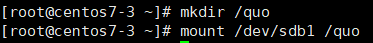 [root@centos7-3 ~]# mkdir /quo
[root@centos7-3 ~]# mount /dev/sdb1 /quo